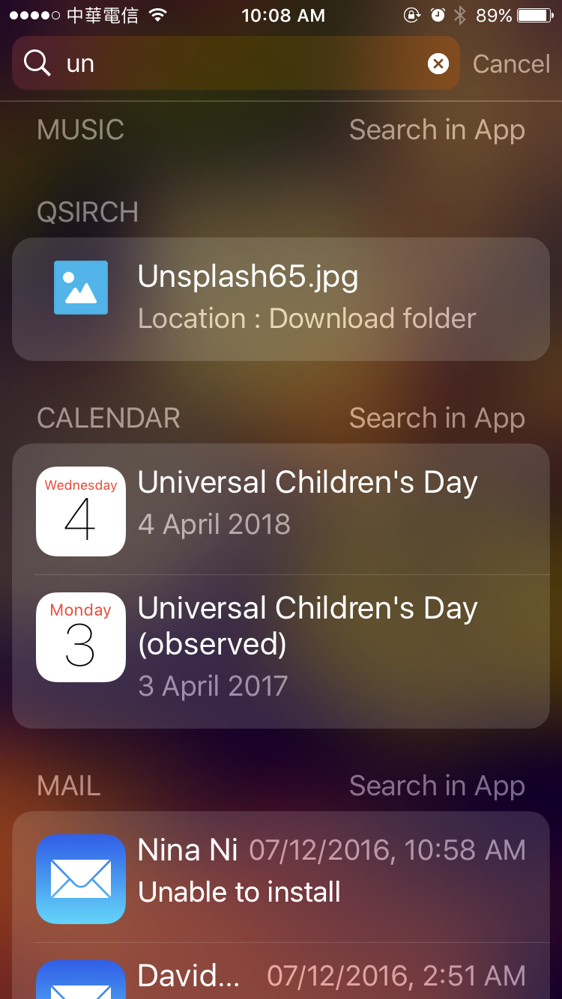 中華電信 10:08 AM 89%
un Cancel
MUSIC Search in App
QSIRCH
Unsplash65.jpg
Location : Download folder
CALENDAR Search in App
Wednesday
4
Universal Children's Day
4 April 2018
Monday
3
Universal Children's Day
(observed)
3 April 2017
MAIL Search in App
Nina Ni 07/12/2016, 10:58 AM
Unable to install
David... 07/12/2016, 2:51 AM